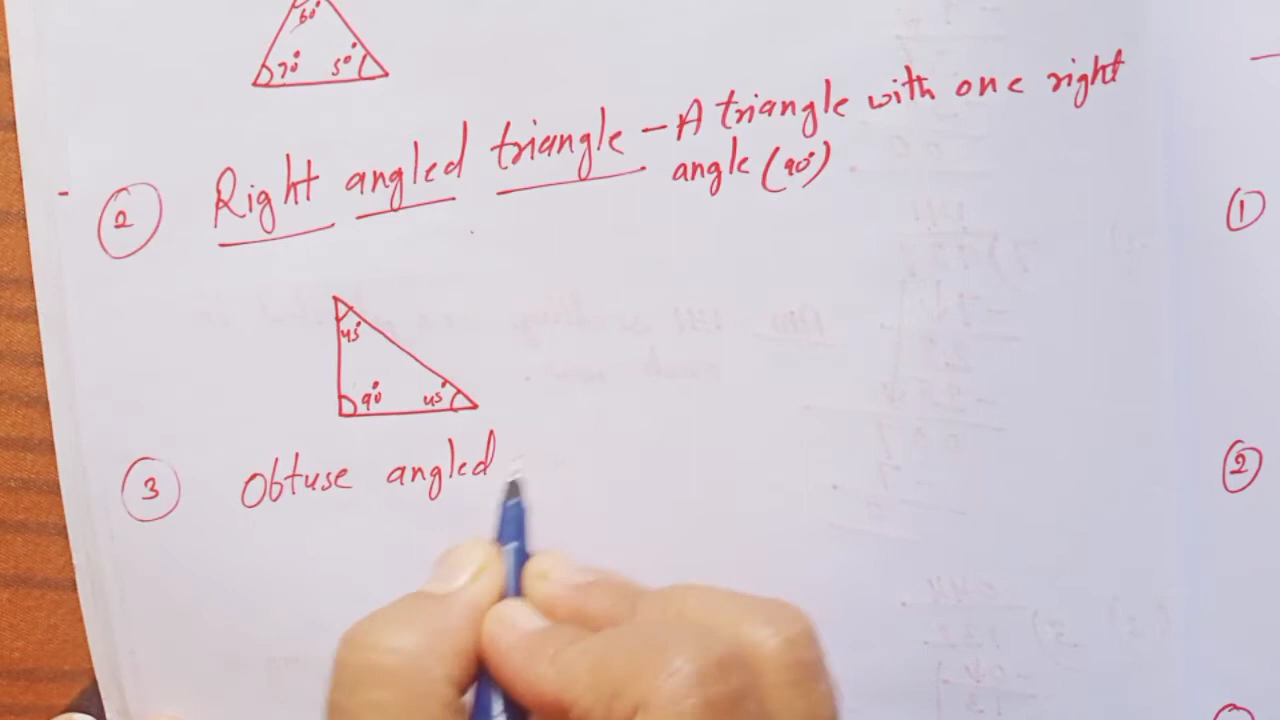 60°
70° 50°
② Right angled triangle - A triangle with one right
angle (90°)
①
45°
90° 45°
③ Obtuse angled
②